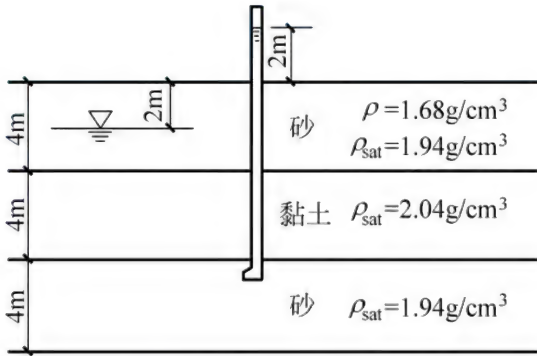 2m
4m
2m
砂 ρ=1.68g/cm³
ρsat=1.94g/cm³
4m
黏土 ρsat=2.04g/cm³
4m
砂 ρsat=1.94g/cm³